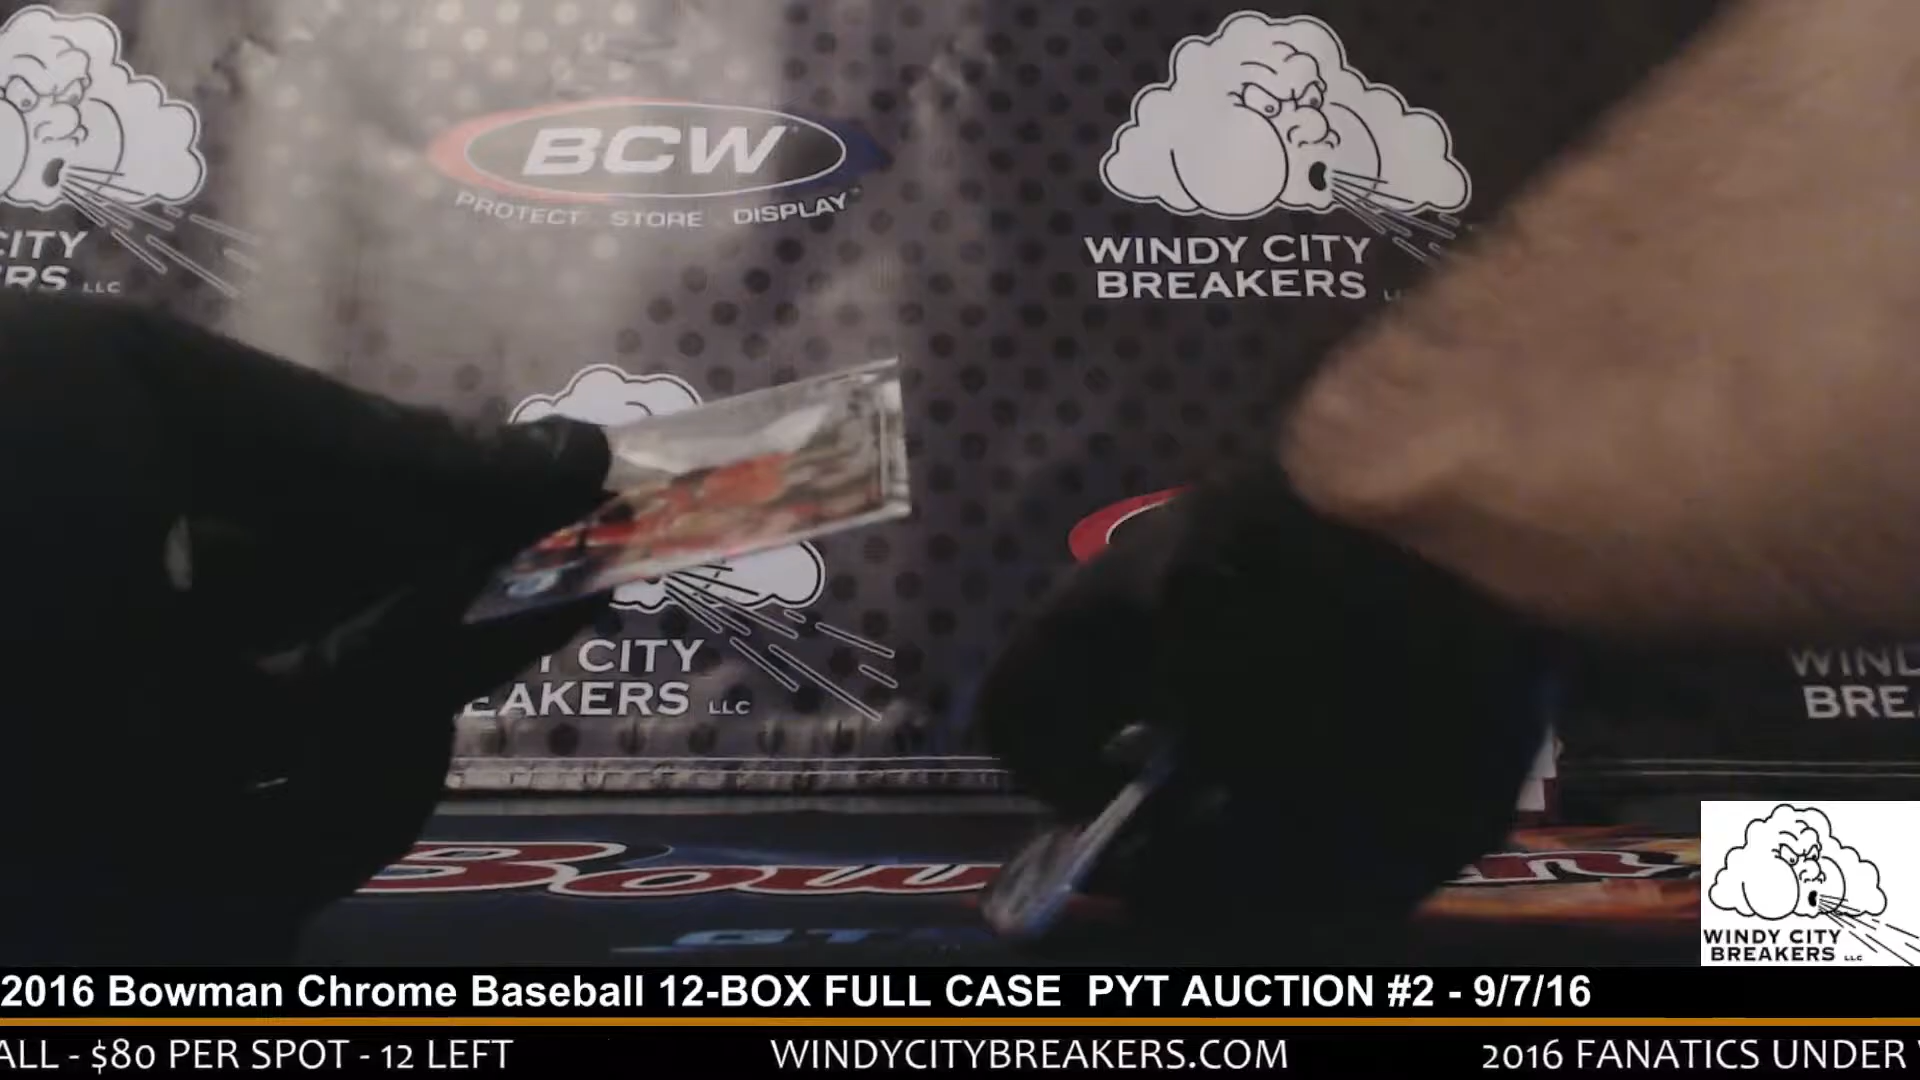 BCW
PROTECT STORE DISPLAY
CITY
RS LLC
WINDY CITY
BREAKERS
CITY
EAKERS LLC
WIND
BRE
Bow
WINDY CITY
BREAKERS LLC
2016 Bowman Chrome Baseball 12-BOX FULL CASE PYT AUCTION #2 - 9/7/16
ALL - $80 PER SPOT - 12 LEFT
WINDYCITYBREAKERS.COM
2016 FANATICS UNDER